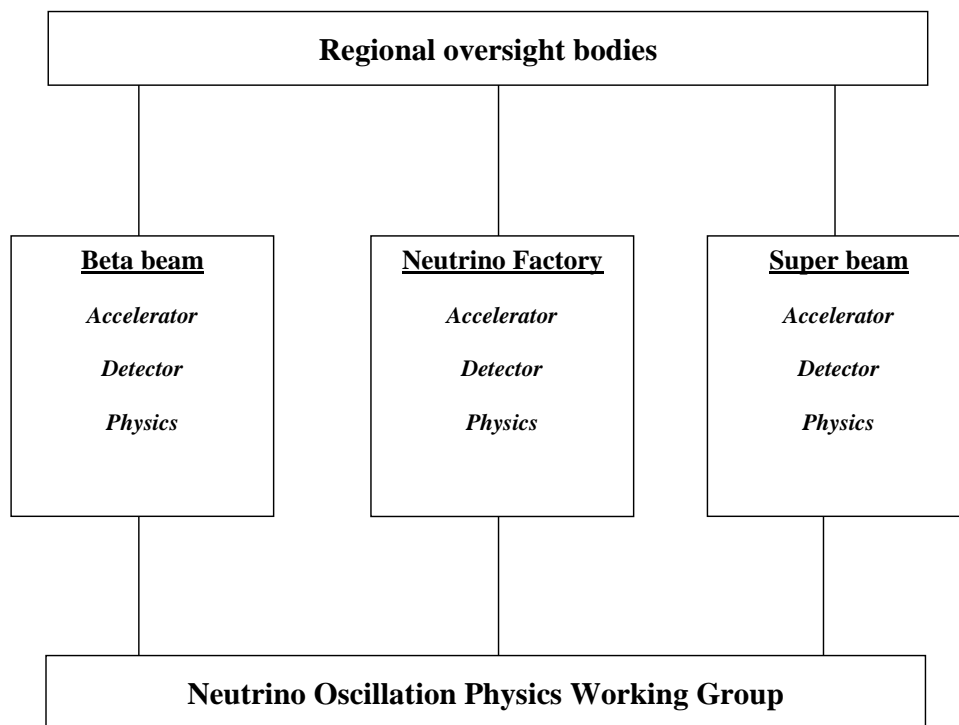 Regional oversight bodies
Beta beam
Accelerator
Detector
Physics
Neutrino Factory
Accelerator
Detector
Physics
Super beam
Accelerator
Detector
Physics
Neutrino Oscillation Physics Working Group